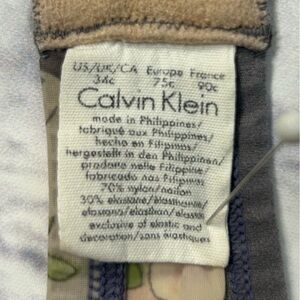 US/UK/CA Europe France
34c 75c 90c
Calvin Klein
made in Philippines/
fabriqué aux Philippines/
hecho en Filipinas/
hergestellt in den Philippinen/
prodotto nelle Filippine/
fabricado nas Filipinas
70% nylon/nailon
30% elastane/elasthanne/
elastano/elasthan/elastik
exclusive of elastic and
decoration/sans élastiques